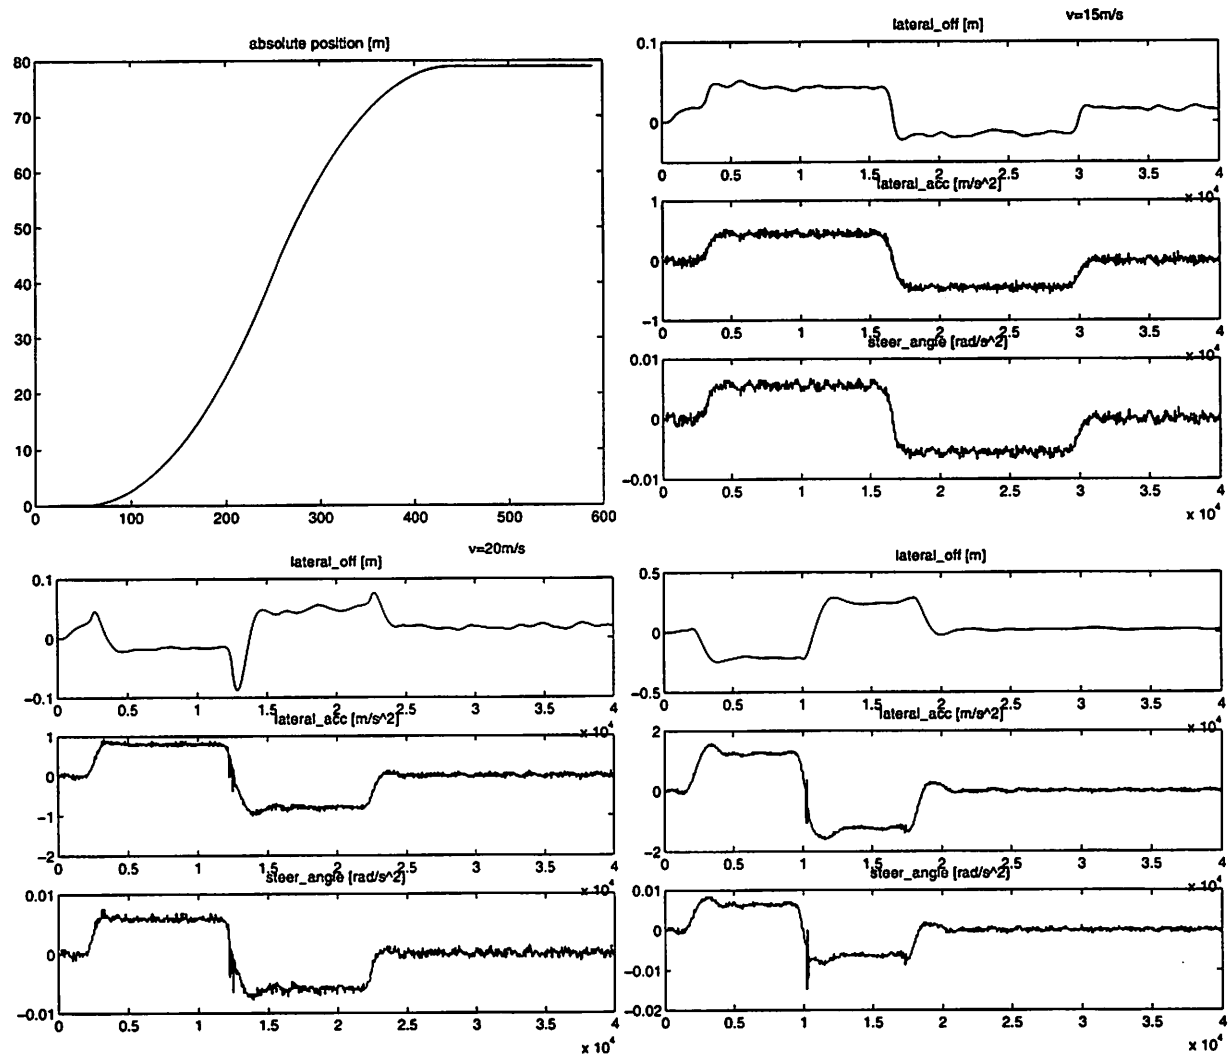 absolute position [m]
80
70
60
50
40
30
20
10
0
0 100 200 300 400 500 600
v=15m/s
lateral_off [m]
0.1
0
0 0.5 1 1.5 2 2.5 3 3.5 4
x 10^4
lateral_acc [m/s^2]
1
0
−1
0 0.5 1 1.5 2 2.5 3 3.5 4
x 10^4
steer_angle [rad/s^2]
0.01
0
−0.01
0 0.5 1 1.5 2 2.5 3 3.5 4
x 10^4
v=20m/s
lateral_off [m]
0.1
0
−0.1
0 0.5 1 1.5 2 2.5 3 3.5 4
x 10^4
lateral_acc [m/s^2]
1
0
−1
−2
0 0.5 1 1.5 2 2.5 3 3.5 4
x 10^4
steer_angle [rad/s^2]
0.01
0
−0.01
0 0.5 1 1.5 2 2.5 3 3.5 4
x 10^4
lateral_off [m]
0.5
0
−0.5
0 0.5 1 1.5 2 2.5 3 3.5 4
x 10^4
lateral_acc [m/s^2]
2
0
−2
0 0.5 1 1.5 2 2.5 3 3.5 4
x 10^4
steer_angle [rad/s^2]
0.01
0
−0.01
−0.02
0 0.5 1 1.5 2 2.5 3 3.5 4
x 10^4